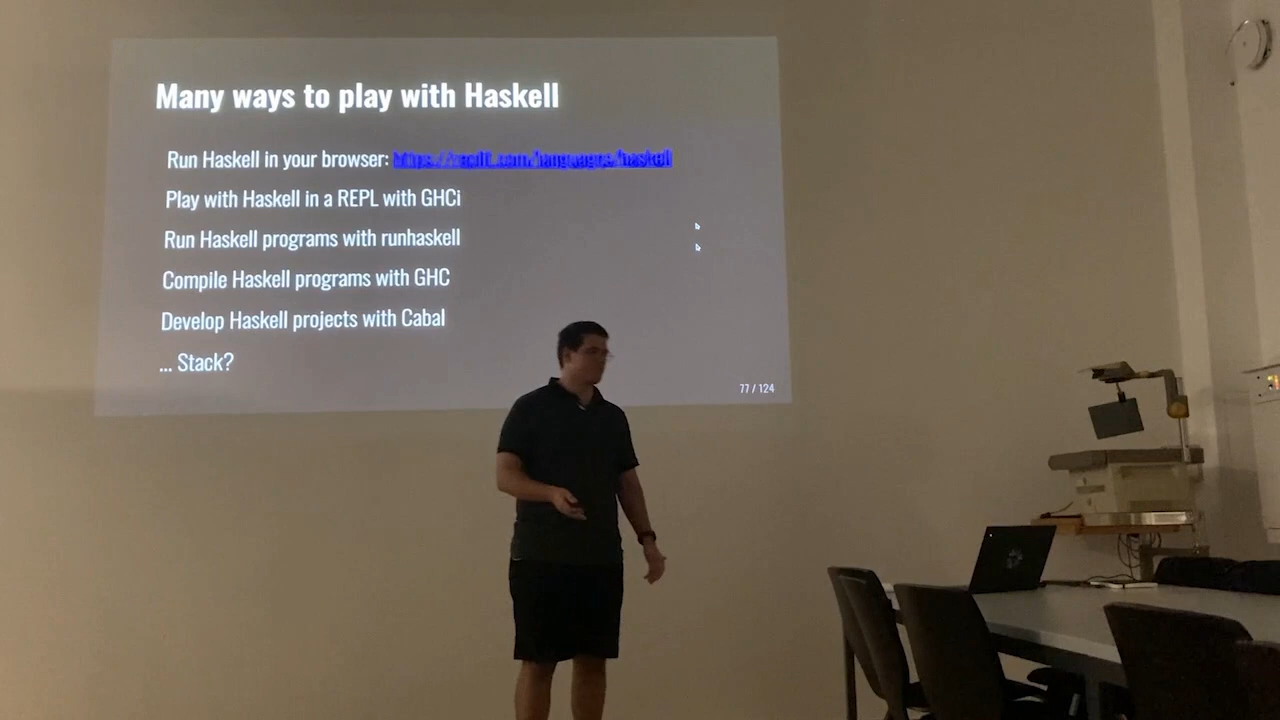 Many ways to play with Haskell
Run Haskell in your browser: https://repl.it.com/languages/haskell
Play with Haskell in a REPL with GHCi
Run Haskell programs with runhaskell
Compile Haskell programs with GHC
Develop Haskell projects with Cabal
... Stack?
77 / 124